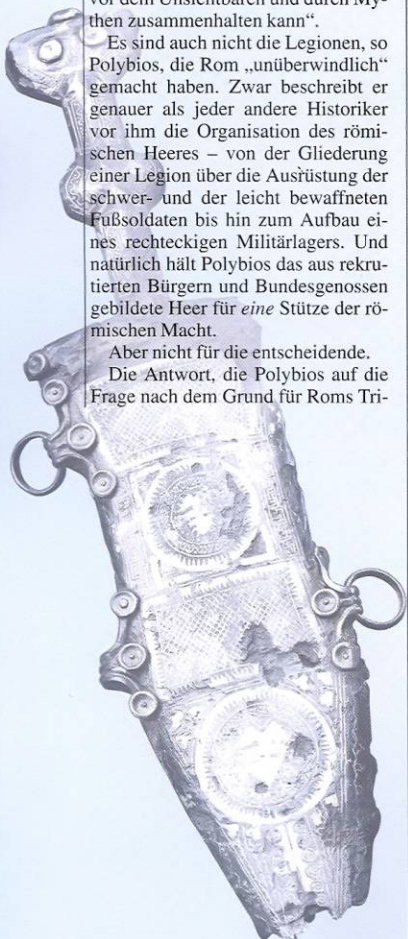 vor dem Unsichtbaren und durch My-
then zusammenhalten kann“.
Es sind auch nicht die Legionen, so
Polybios, die Rom „unüberwindlich“
gemacht haben. Zwar beschreibt er
genauer als jeder andere Historiker
vor ihm die Organisation des römi-
schen Heeres – von der Gliederung
einer Legion über die Ausrüstung der
schwer- und der leicht bewaffneten
Fußsoldaten bis hin zum Aufbau ei-
nes rechteckigen Militärlagers. Und
natürlich hält Polybios das aus rekru-
tierten Bürgern und Bundesgenossen
gebildete Heer für eine Stütze der rö-
mischen Macht.
Aber nicht für die entscheidende.
Die Antwort, die Polybios auf die
Frage nach dem Grund für Roms Tri-